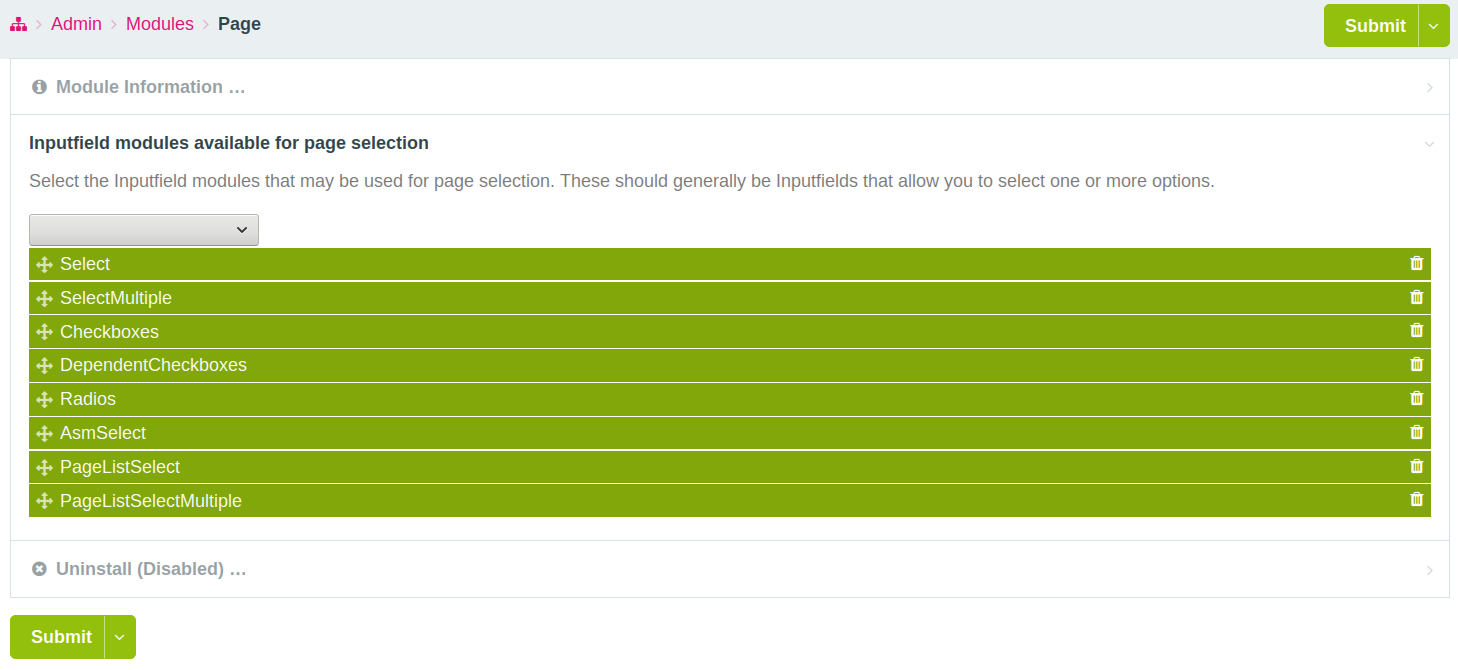 Admin Modules Page
Submit
Module Information ...
Inputfield modules available for page selection
Select the Inputfield modules that may be used for page selection. These should generally be Inputfields that allow you to select one or more options.
Select
SelectMultiple
Checkboxes
DependentCheckboxes
Radios
AsmSelect
PageListSelect
PageListSelectMultiple
Uninstall (Disabled) ...
Submit